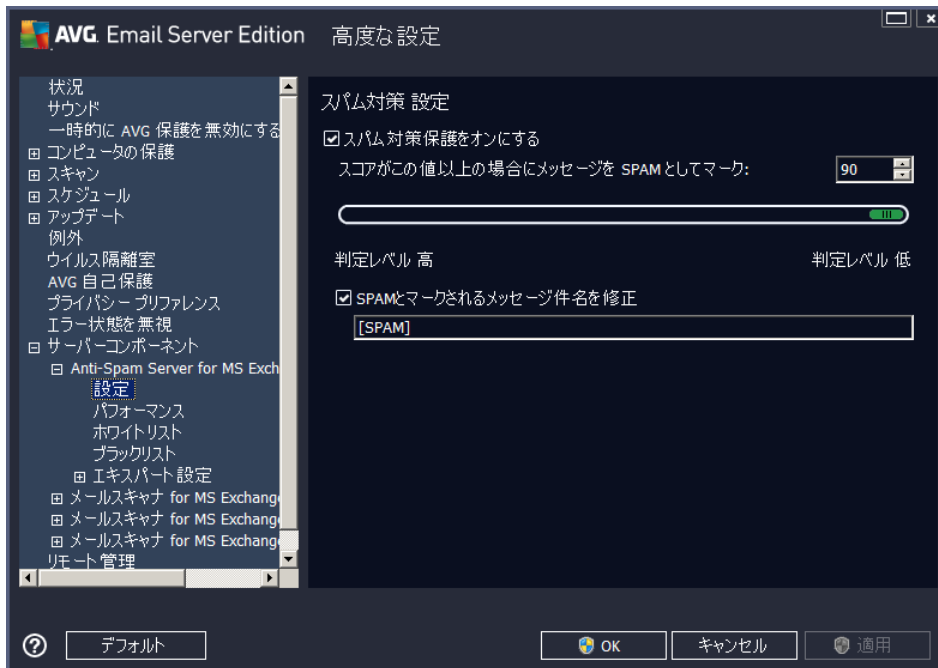 AVG. Email Server Edition 高度な設定
状況
サウンド
一時的に AVG 保護を無効にする
コンピュータの保護
スキャン
スケジュール
アップデート
例外
ウイルス隔離室
AVG 自己保護
プライバシー プリファレンス
エラー状態を無視
サーバーコンポーネント
Anti-Spam Server for MS Exch
設定
パフォーマンス
ホワイトリスト
ブラックリスト
エキスパート設定
メールスキャナ for MS Exchang
メールスキャナ for MS Exchang
メールスキャナ for MS Exchang
リモート管理
スパム対策 設定
スパム対策保護をオンにする
スコアがこの値以上の場合にメッセージを SPAMとしてマーク: 90
判定レベル 高 判定レベル 低
SPAMとマークされるメッセージ件名を修正
[SPAM]
デフォルト OK キャンセル 適用